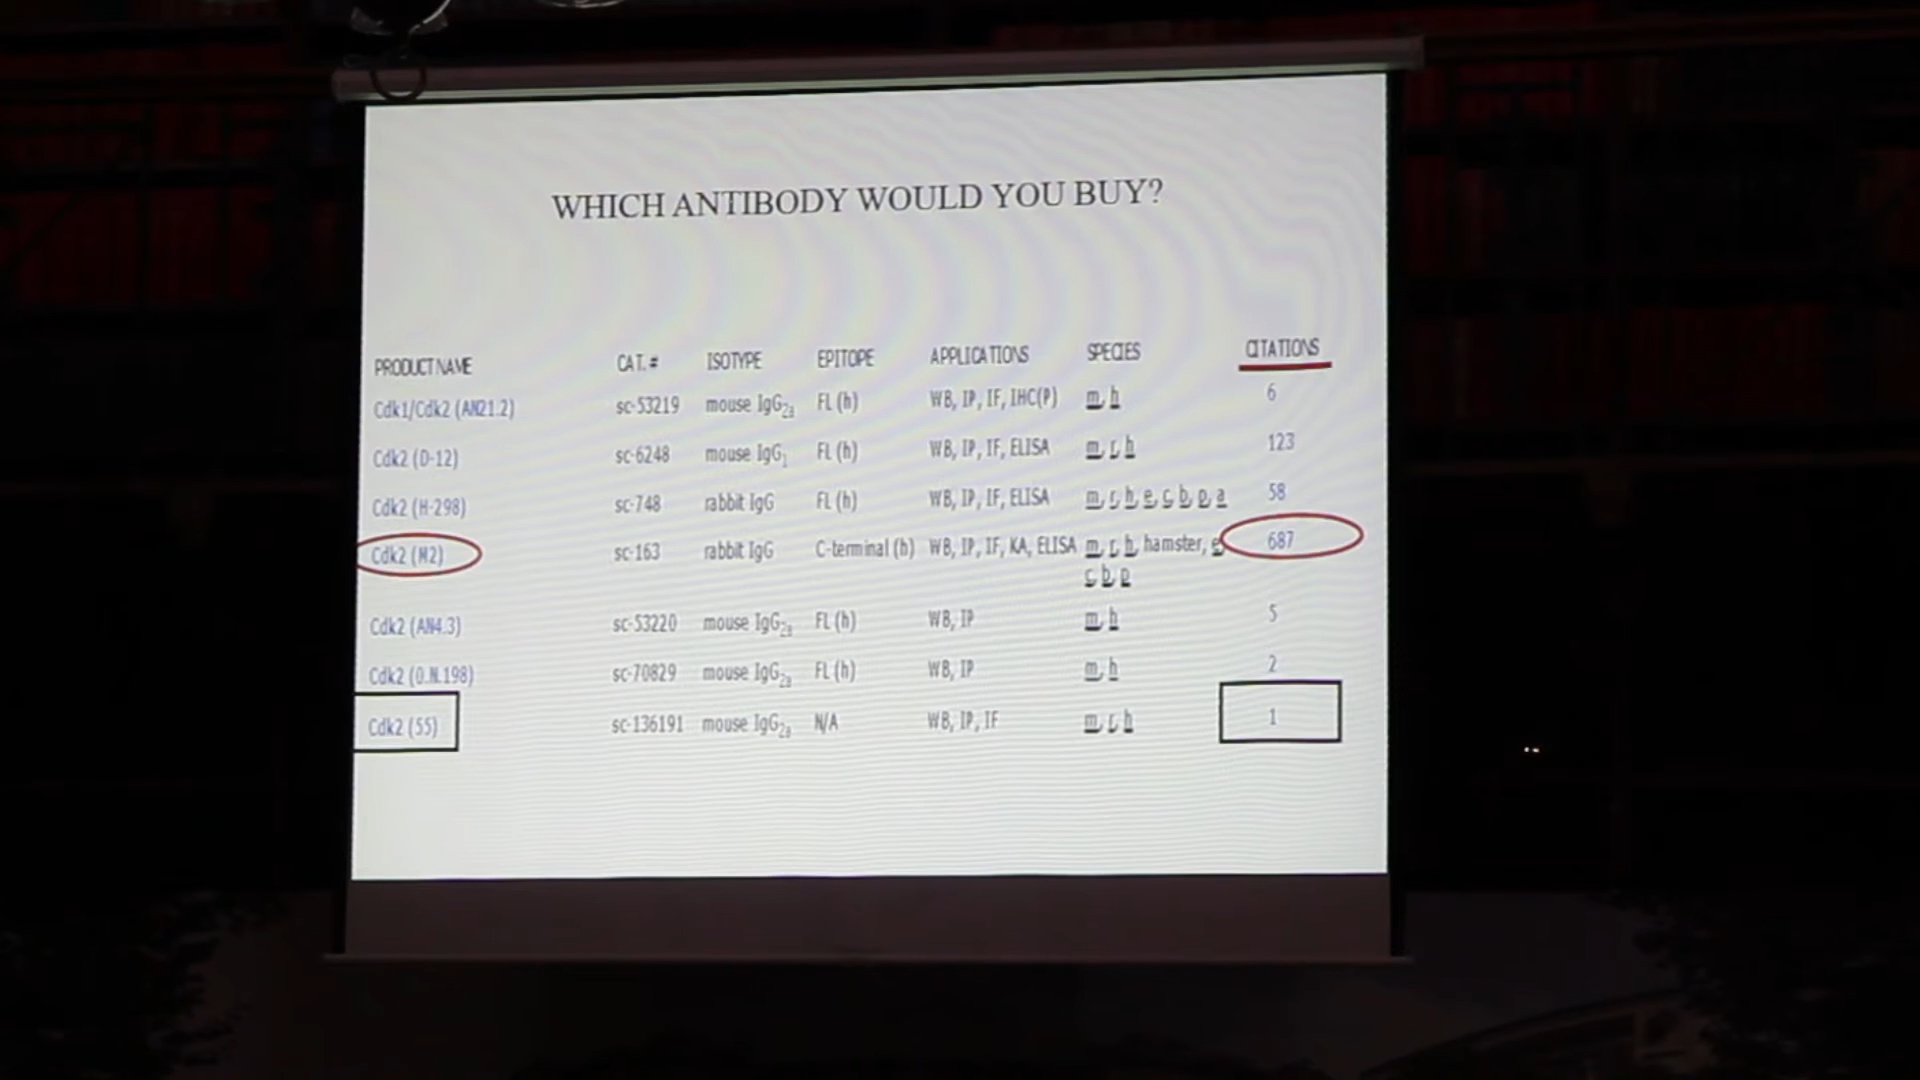 WHICH ANTIBODY WOULD YOU BUY?
PRODUCT NAME CAT. # ISOTYPE EPITOPE APPLICATIONS SPECIES CITATIONS
Cdk1/Cdk2 (AN21.2) sc-53219 mouse IgG2a FL (h) WB, IP, IF, IHC(P) m, h 6
Cdk2 (D-12) sc-6248 mouse IgG1 FL (h) WB, IP, IF, ELISA m, r, h 123
Cdk2 (H-298) sc-748 rabbit IgG FL (h) WB, IP, IF, ELISA m, r, h, e, c, b, p, a 58
Cdk2 (M2) sc-163 rabbit IgG C-terminal (h) WB, IP, IF, KA, ELISA m, r, h, hamster, e, 687
c, b, p
Cdk2 (AN4.3) sc-53220 mouse IgG2a FL (h) WB, IP m, h 5
Cdk2 (O.N.198) sc-70829 mouse IgG2a FL (h) WB, IP m, h 2
Cdk2 (55) sc-136191 mouse IgG2a N/A WB, IP, IF m, r, h 1